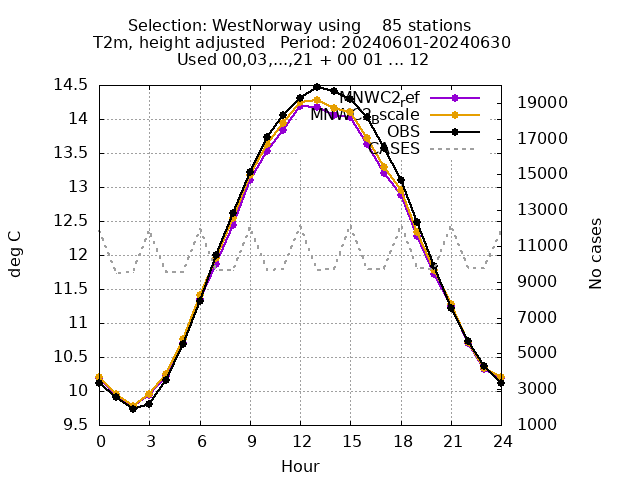 Selection: WestNorway using    85 stations
T2m, height adjusted   Period: 20240601-20240630
Used 00,03,...,21 + 00 01 ... 12
MNWC2ref
MNWC2Bscale
OBS
CASES
14.5
14
13.5
13
12.5
12
11.5
11
10.5
10
9.5
19000
17000
15000
13000
11000
9000
7000
5000
3000
1000
deg C
No cases
0 3 6 9 12 15 18 21 24
Hour